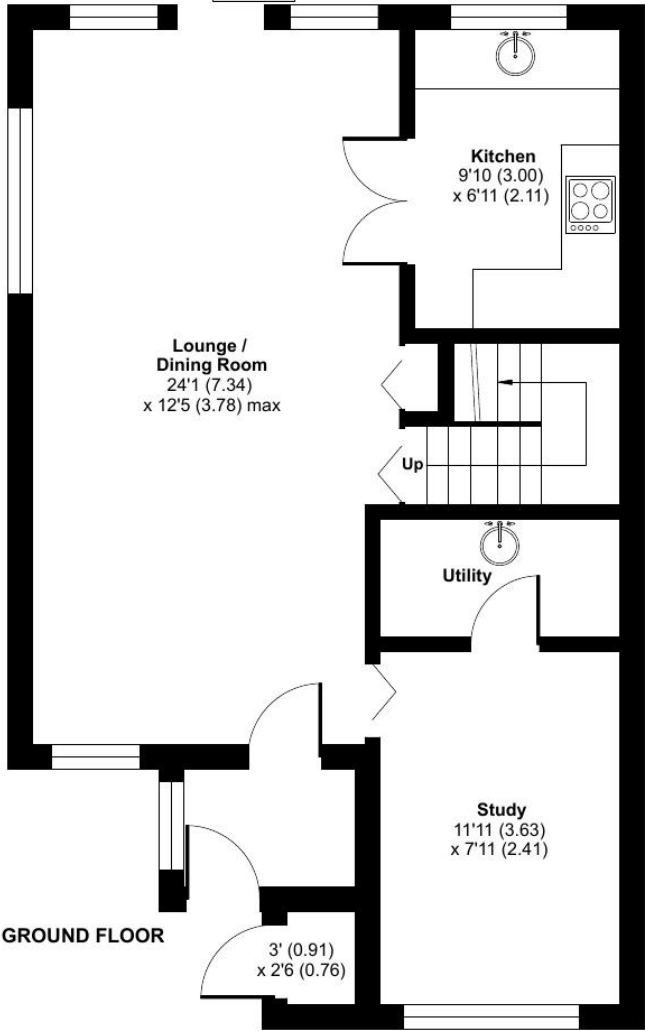 Kitchen
9'10 (3.00)
x 6'11 (2.11)
Lounge /
Dining Room
24'1 (7.34)
x 12'5 (3.78) max
Up
Utility
Study
11'11 (3.63)
x 7'11 (2.41)
GROUND FLOOR
3' (0.91)
x 2'6 (0.76)